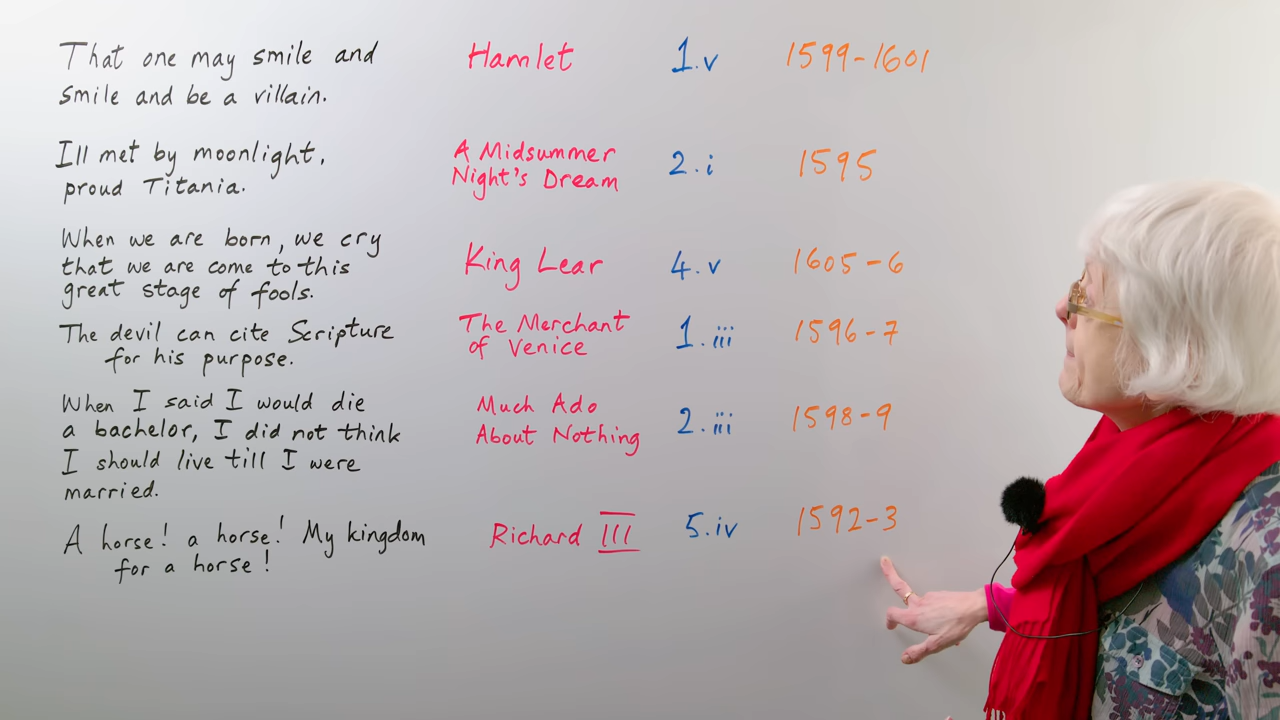 That one may smile and
smile and be a villain.
Hamlet
1.v
1599-1601
Ill met by moonlight,
proud Titania.
A Midsummer
Night's Dream
2.i
1595
When we are born, we cry
that we are come to this
great stage of fools.
King Lear
4.v
1605-6
The devil can cite Scripture
for his purpose.
The Merchant
of Venice
1.iii
1596-7
When I said I would die
a bachelor, I did not think
I should live till I were
married.
Much Ado
About Nothing
2.iii
1598-9
A horse! a horse! My kingdom
for a horse!
Richard III
5.iv
1592-3